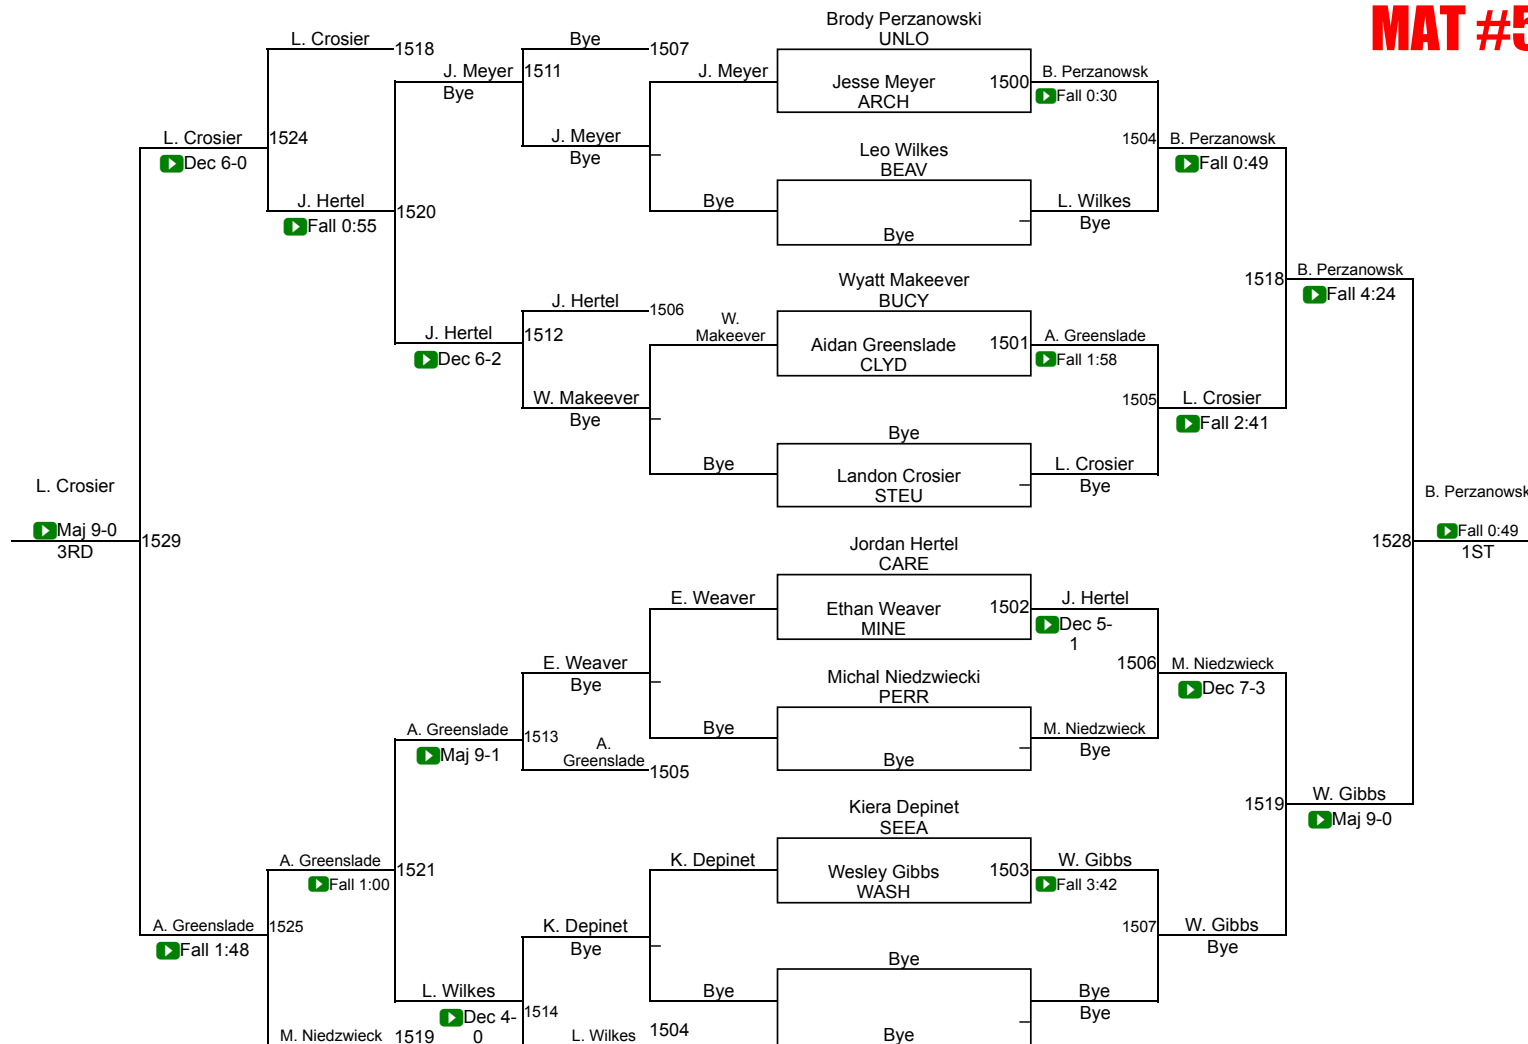 MAT #5
Brody Perzanowski
UNLO
L. Crosier
1518
Bye
1507
J. Meyer
1511
Bye
J. Meyer
Jesse Meyer
ARCH
1500
B. Perzanowsk
Fall 0:30
L. Crosier
1524
Dec 6-0
J. Meyer
Bye
Leo Wilkes
BEAV
1504
B. Perzanowsk
Fall 0:49
J. Hertel
1520
Fall 0:55
Bye
Bye
L. Wilkes
Bye
Wyatt Makeever
BUCY
1518
B. Perzanowsk
Fall 4:24
J. Hertel
1506
J. Hertel
1512
Dec 6-2
W.
Makeever
Aidan Greenslade
CLYD
1501
A. Greenslade
Fall 1:58
W. Makeever
Bye
1505
L. Crosier
Fall 2:41
Bye
Bye
Landon Crosier
STEU
L. Crosier
Bye
L. Crosier
Maj 9-0
3RD
1529
B. Perzanowsk
1528
Fall 0:49
1ST
Jordan Hertel
CARE
E. Weaver
Ethan Weaver
MINE
1502
J. Hertel
Dec 5-
1
E. Weaver
Bye
Michal Niedzwiecki
PERR
1506
M. Niedzwieck
Dec 7-3
A. Greenslade
1513
Maj 9-1
A.
Greenslade
1505
Bye
Bye
M. Niedzwieck
Bye
Kiera Depinet
SEEA
1519
W. Gibbs
Maj 9-0
A. Greenslade
1521
Fall 1:00
K. Depinet
Wesley Gibbs
WASH
1503
W. Gibbs
Fall 3:42
A. Greenslade
1525
Fall 1:48
K. Depinet
Bye
1507
W. Gibbs
Bye
Bye
L. Wilkes
1514
Dec 4-
0
Bye
Bye
Bye
Bye
M. Niedzwieck
1519
L. Wilkes
1504